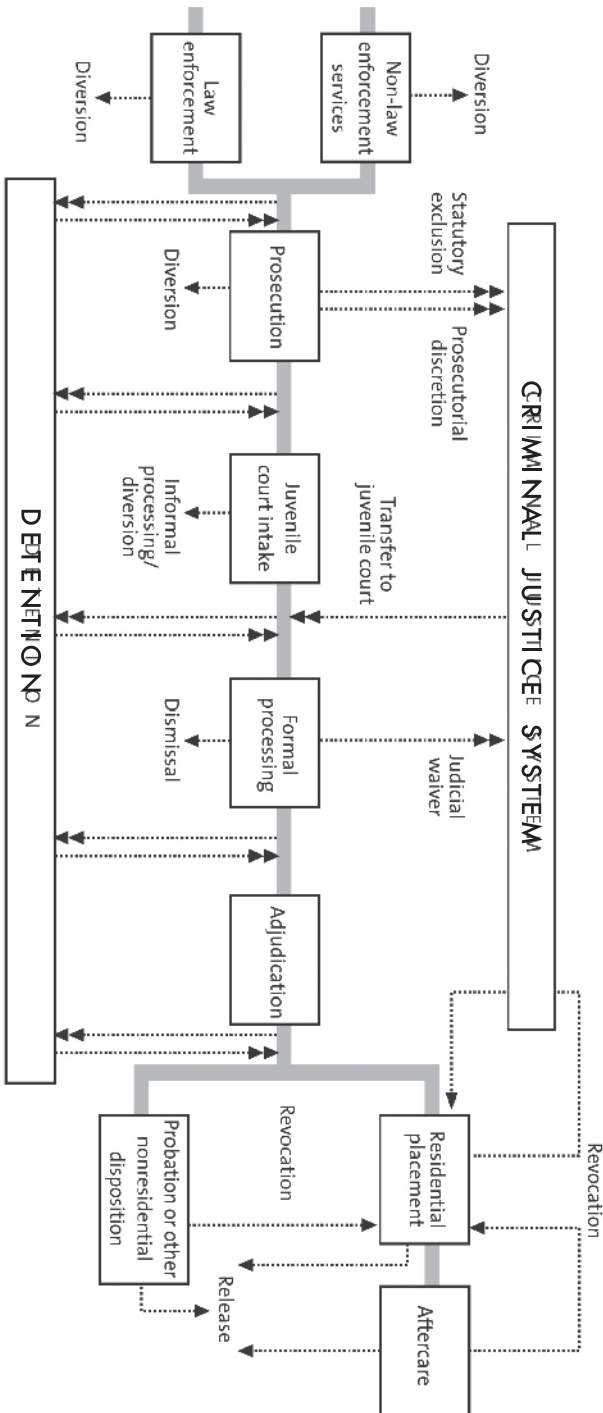 Non-law
enforcement
services
Diversion
Law
enforcement
Diversion
Prosecution
Diversion
Statutory
exclusion
Prosecutorial
discretion
CRIMINAL JUSTICE SYSTEM
Juvenile
court intake
Informal
processing/
diversion
Transfer to
juvenile court
Formal
processing
Dismissal
Judicial
waiver
Adjudication
DETENTION
Residential
placement
Revocation
Revocation
Probation or other
nonresidential
disposition
Release
Aftercare